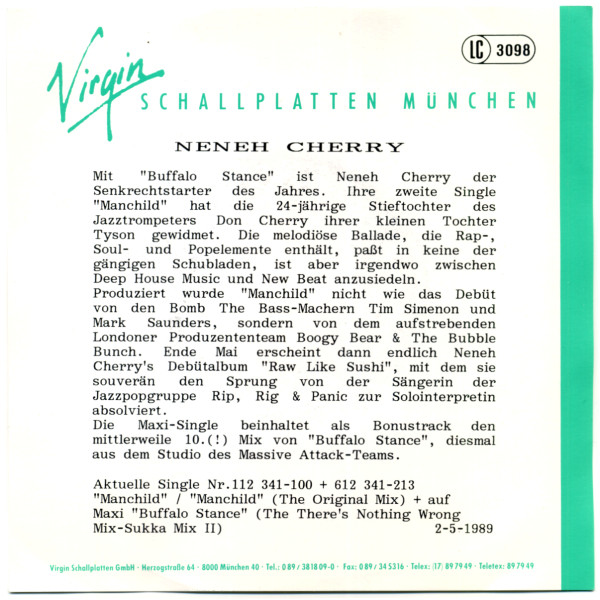 LC 3098
Virgin
SCHALLPLATTEN MÜNCHEN
NENEH CHERRY
Mit "Buffalo Stance" ist Neneh Cherry der
Senkrechtstarter des Jahres. Ihre zweite Single
"Manchild" hat die 24-jährige Stieftochter des
Jazztrompeters Don Cherry ihrer kleinen Tochter
Tyson gewidmet. Die melodiöse Ballade, die Rap-,
Soul- und Popelemente enthält, paßt in keine der
gängigen Schubladen, ist aber irgendwo zwischen
Deep House Music und New Beat anzusiedeln.
Produziert wurde "Manchild" nicht wie das Debüt
von den Bomb The Bass-Machern Tim Simenon und
Mark Saunders, sondern von dem aufstrebenden
Londoner Produzententeam Boogy Bear & The Bubble
Bunch. Ende Mai erscheint dann endlich Neneh
Cherry's Debütalbum "Raw Like Sushi", mit dem sie
souverän den Sprung von der Sängerin der
Jazzpopgruppe Rip, Rig & Panic zur Solointerpretin
absolviert.
Die Maxi-Single beinhaltet als Bonustrack den
mittlerweile 10.(!) Mix von "Buffalo Stance", diesmal
aus dem Studio des Massive Attack-Teams.
Aktuelle Single Nr.112 341-100 + 612 341-213
"Manchild" / "Manchild" (The Original Mix) + auf
Maxi "Buffalo Stance" (The There's Nothing Wrong
Mix-Sukka Mix II) 2-5-1989
Virgin Schallplatten GmbH · Herzogstraße 64 · 8000 München 40 · Tel.: 0 89 / 38 18 09-0 · Fax: 0 89 / 34 53 16 · Telex: (17) 89 79 49 · Teletex: 89 79 49